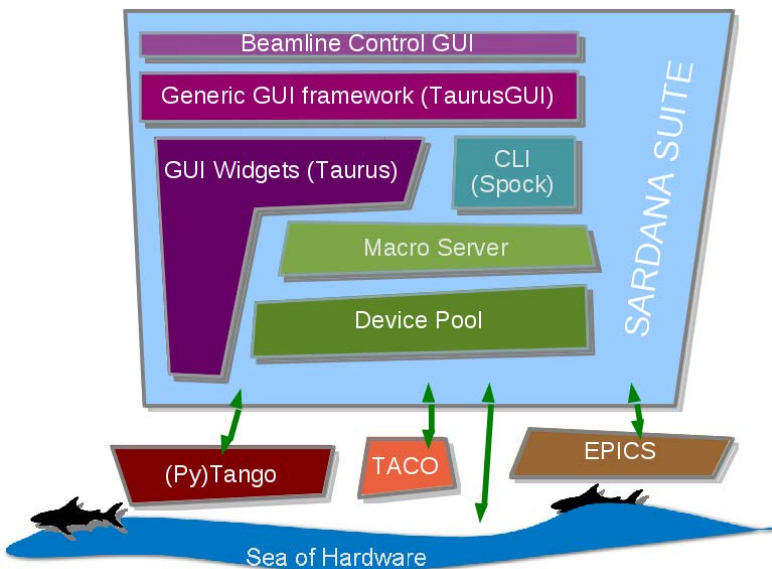 Beamline Control GUI
Generic GUI framework (TaurusGUI)
GUI Widgets (Taurus)
CLI
(Spock)
Macro Server
Device Pool
SARDANA SUITE
(Py)Tango
TACO
EPICS
Sea of Hardware